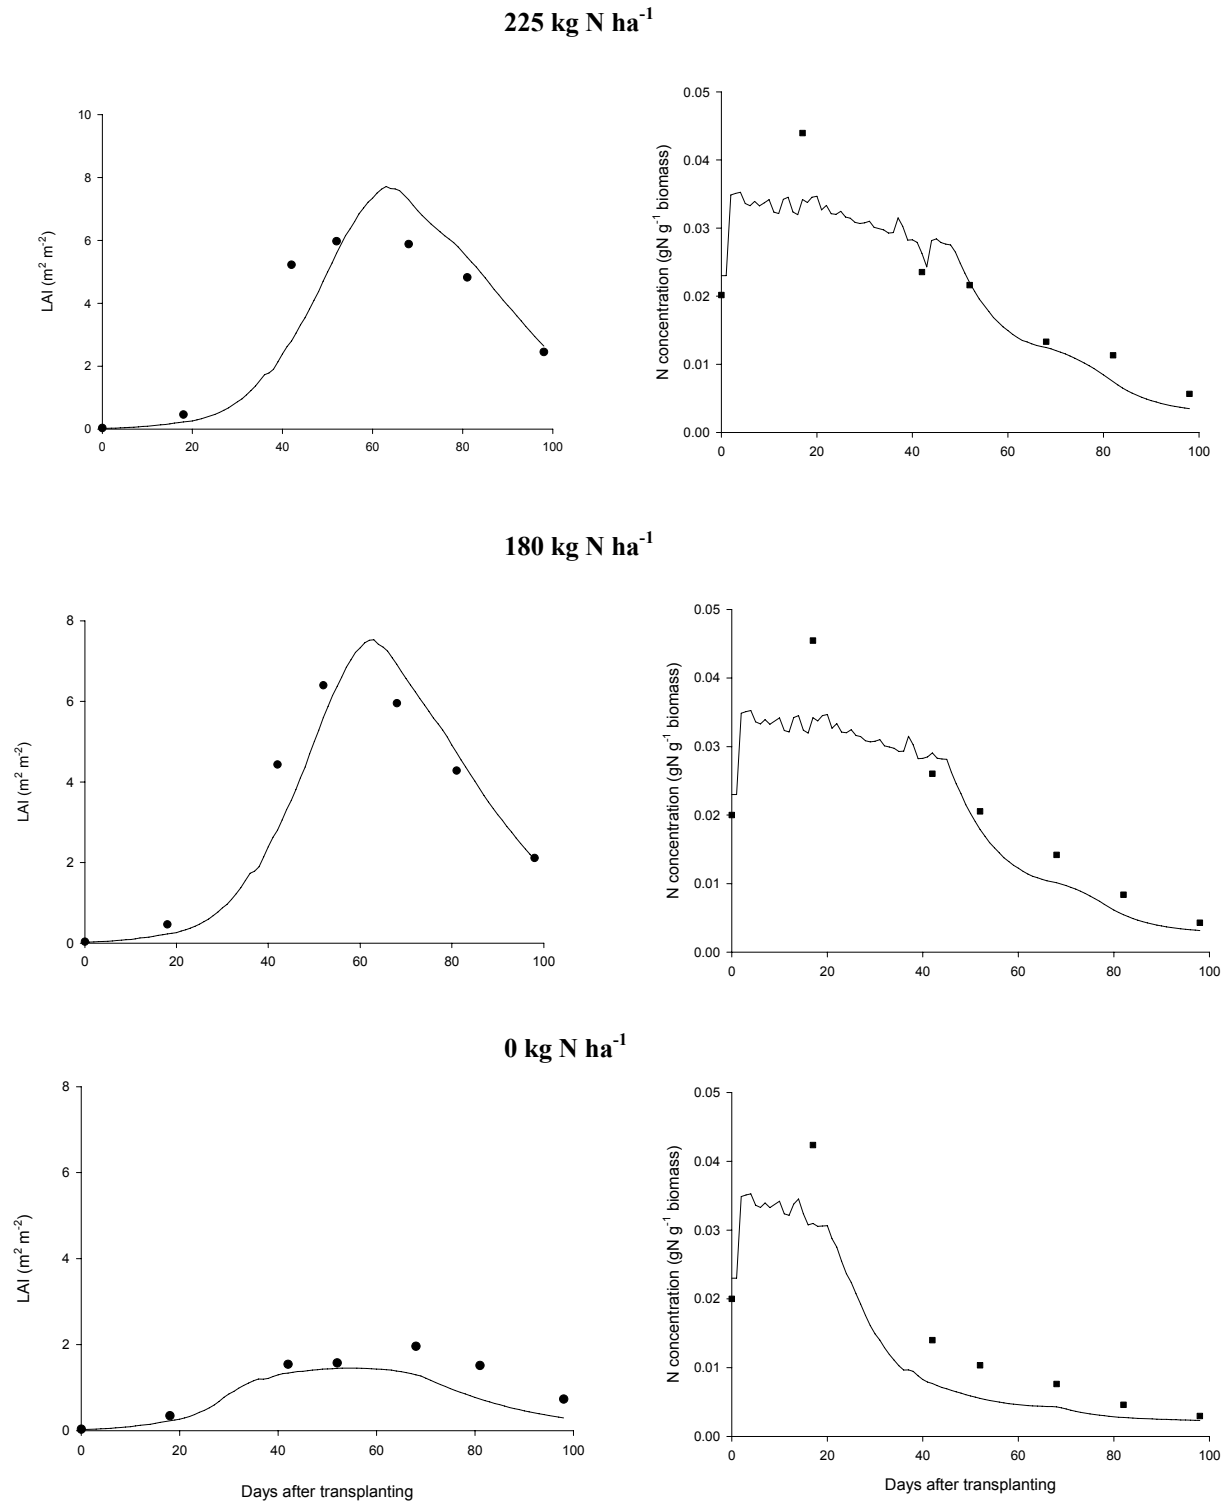 225 kg N ha-1
LAI (m2 m-2)
10
8
6
4
2
0
0 20 40 60 80 100
N concentration (gN g-1 biomass)
0.05
0.04
0.03
0.02
0.01
0.00
0 20 40 60 80 100
180 kg N ha-1
LAI (m2 m-2)
8
6
4
2
0
0 20 40 60 80 100
N concentration (gN g-1 biomass)
0.05
0.04
0.03
0.02
0.01
0.00
0 20 40 60 80 100
0 kg N ha-1
LAI (m2 m-2)
8
6
4
2
0
0 20 40 60 80 100
Days after transplanting
N concentration (gN g-1 biomass)
0.05
0.04
0.03
0.02
0.01
0.00
0 20 40 60 80 100
Days after transplanting